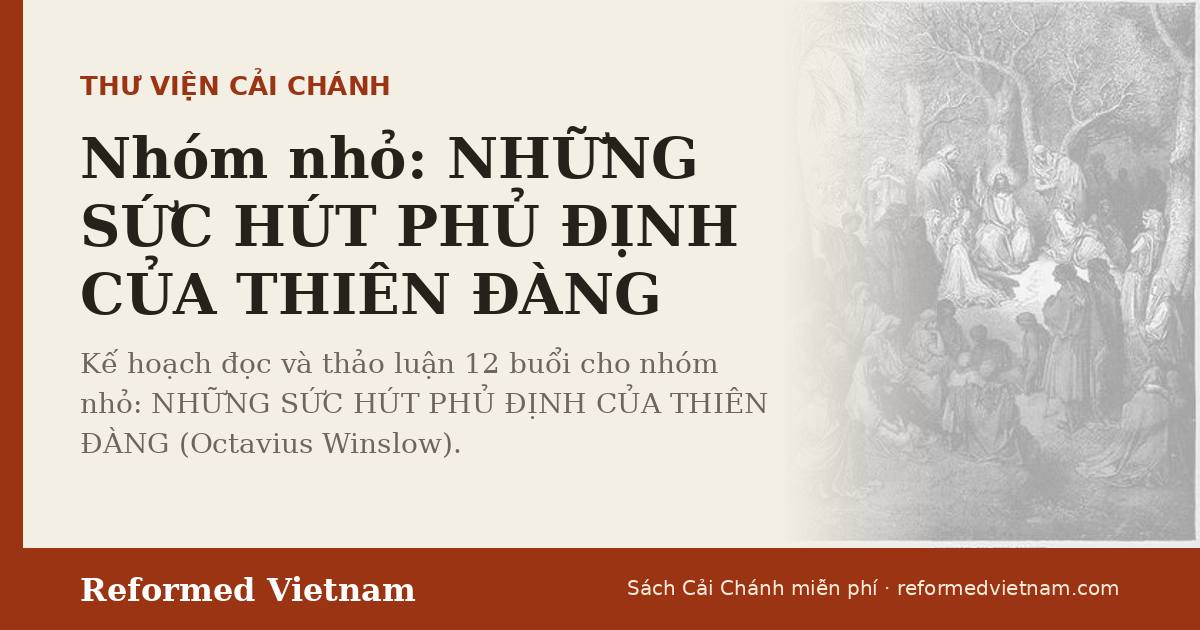 THƯ VIỆN CẢI CHÁNH
Nhóm nhỏ: NHỮNG
SỨC HÚT PHỦ ĐỊNH
CỦA THIÊN ĐÀNG
Kế hoạch đọc và thảo luận 12 buổi cho nhóm
nhỏ: NHỮNG SỨC HÚT PHỦ ĐỊNH CỦA THIÊN
ĐÀNG (Octavius Winslow).
Reformed Vietnam
Sách Cải Chánh miễn phí · reformedvietnam.com